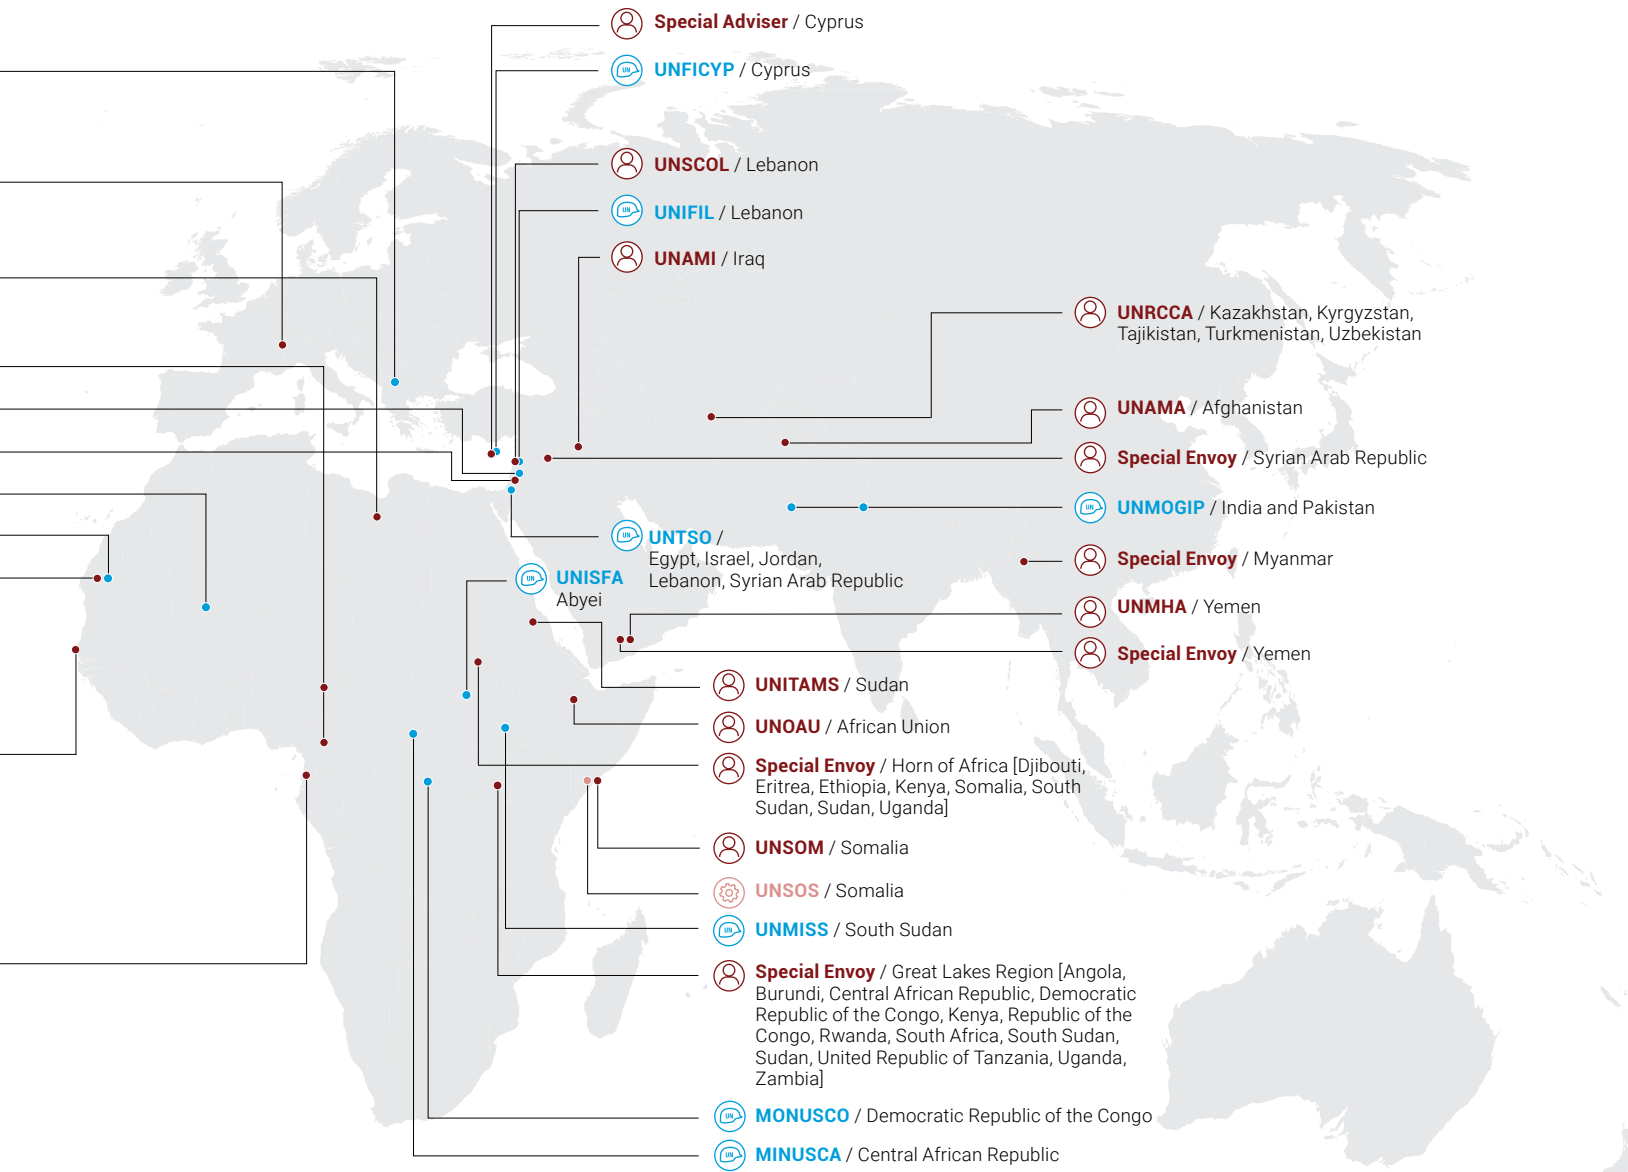 Special Adviser / Cyprus
UNFICYP / Cyprus
UNSCOL / Lebanon
UNIFIL / Lebanon
UNAMI / Iraq
UNRCCA / Kazakhstan, Kyrgyzstan,
Tajikistan, Turkmenistan, Uzbekistan
UNAMA / Afghanistan
Special Envoy / Syrian Arab Republic
UNMOGIP / India and Pakistan
UNTSO /
Egypt, Israel, Jordan,
Lebanon, Syrian Arab Republic
UNISFA
Abyei
Special Envoy / Myanmar
UNMHA / Yemen
Special Envoy / Yemen
UNITAMS / Sudan
UNOAU / African Union
Special Envoy / Horn of Africa [Djibouti,
Eritrea, Ethiopia, Kenya, Somalia, South
Sudan, Sudan, Uganda]
UNSOM / Somalia
UNSOS / Somalia
UNMISS / South Sudan
Special Envoy / Great Lakes Region [Angola,
Burundi, Central African Republic, Democratic
Republic of the Congo, Kenya, Republic of the
Congo, Rwanda, South Africa, South Sudan,
Sudan, United Republic of Tanzania, Uganda,
Zambia]
MONUSCO / Democratic Republic of the Congo
MINUSCA / Central African Republic